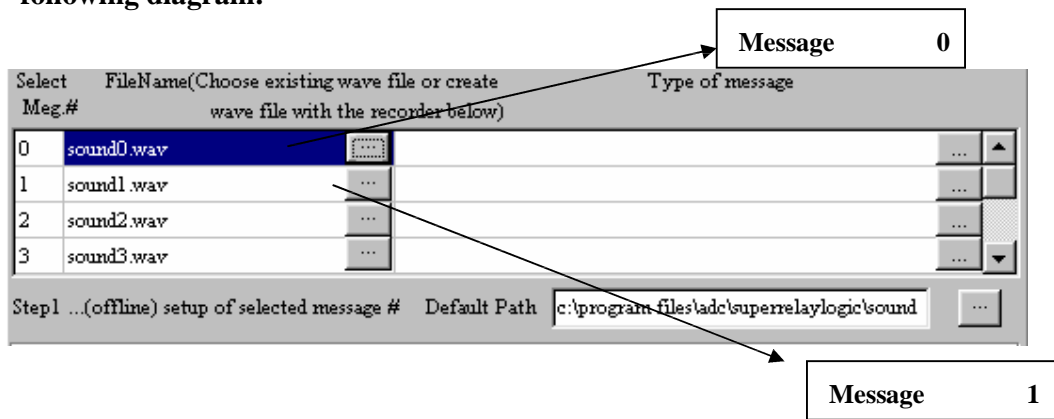 following diagram:
Message 0
Select FileName(Choose existing wave file or create Type of message
Meg.# wave file with the recorder below)
0 sound0.wav ... ...
1 sound1.wav ... ...
2 sound2.wav ... ...
3 sound3.wav ... ...
Step1 ...(offline) setup of selected message # Default Path c:\program files\adc\superrelaylogic\sound ...
Message 1